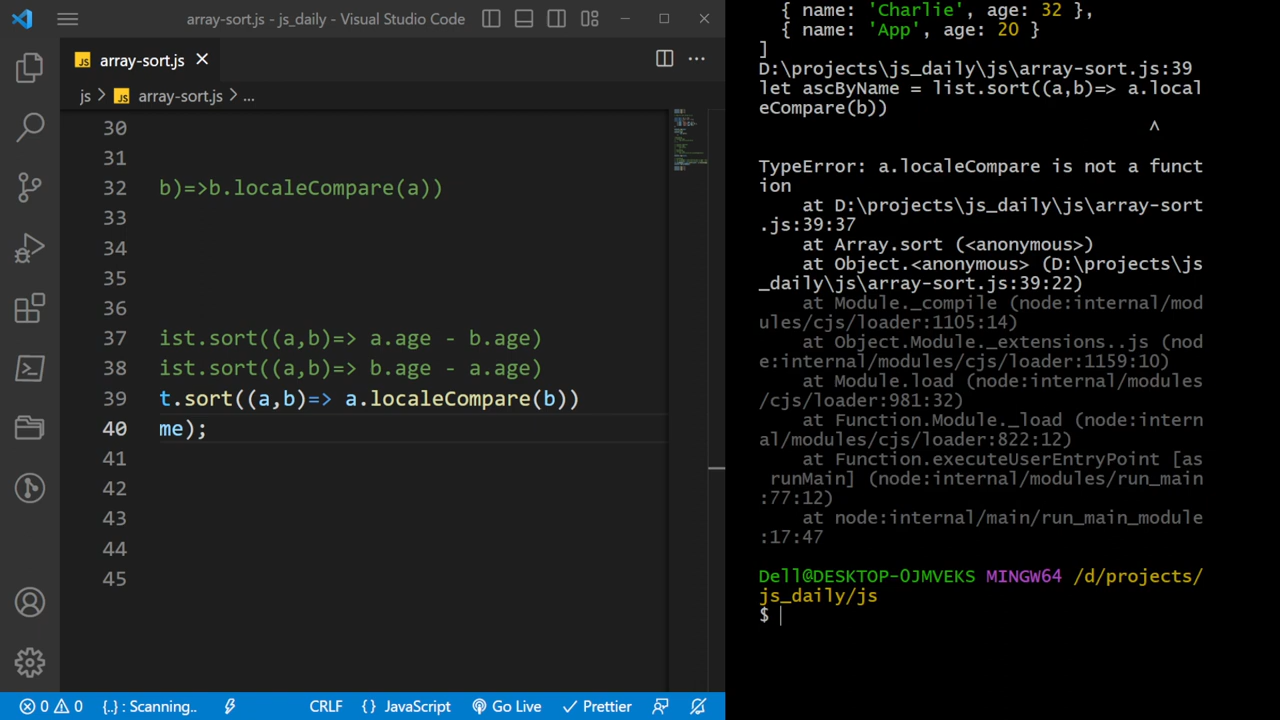 array-sort.js - js_daily - Visual Studio Code
JS array-sort.js
js > JS array-sort.js > ...
30
31
32 b)=>b.localeCompare(a))
33
34
35
36
37 ist.sort((a,b)=> a.age - b.age)
38 ist.sort((a,b)=> b.age - a.age)
39 t.sort((a,b)=> a.localeCompare(b))
40 me);
41
42
43
44
45
0 0 {..} : Scanning.. CRLF {} JavaScript Go Live Prettier
{ name: 'Charlie', age: 32 },
{ name: 'App', age: 20 }
]
D:\projects\js_daily\js\array-sort.js:39
let ascByName = list.sort((a,b)=> a.local
eCompare(b))
^
TypeError: a.localeCompare is not a funct
ion
at D:\projects\js_daily\js\array-sort
.js:39:37
at Array.sort (<anonymous>)
at Object.<anonymous> (D:\projects\js
_daily\js\array-sort.js:39:22)
at Module._compile (node:internal/mod
ules/cjs/loader:1105:14)
at Object.Module._extensions..js (nod
e:internal/modules/cjs/loader:1159:10)
at Module.load (node:internal/modules
/cjs/loader:981:32)
at Function.Module._load (node:intern
al/modules/cjs/loader:822:12)
at Function.executeUserEntryPoint [as
runMain] (node:internal/modules/run_main
:77:12)
at node:internal/main/run_main_module
:17:47
Dell@DESKTOP-OJMVEKS MINGW64 /d/projects/
js_daily/js
$